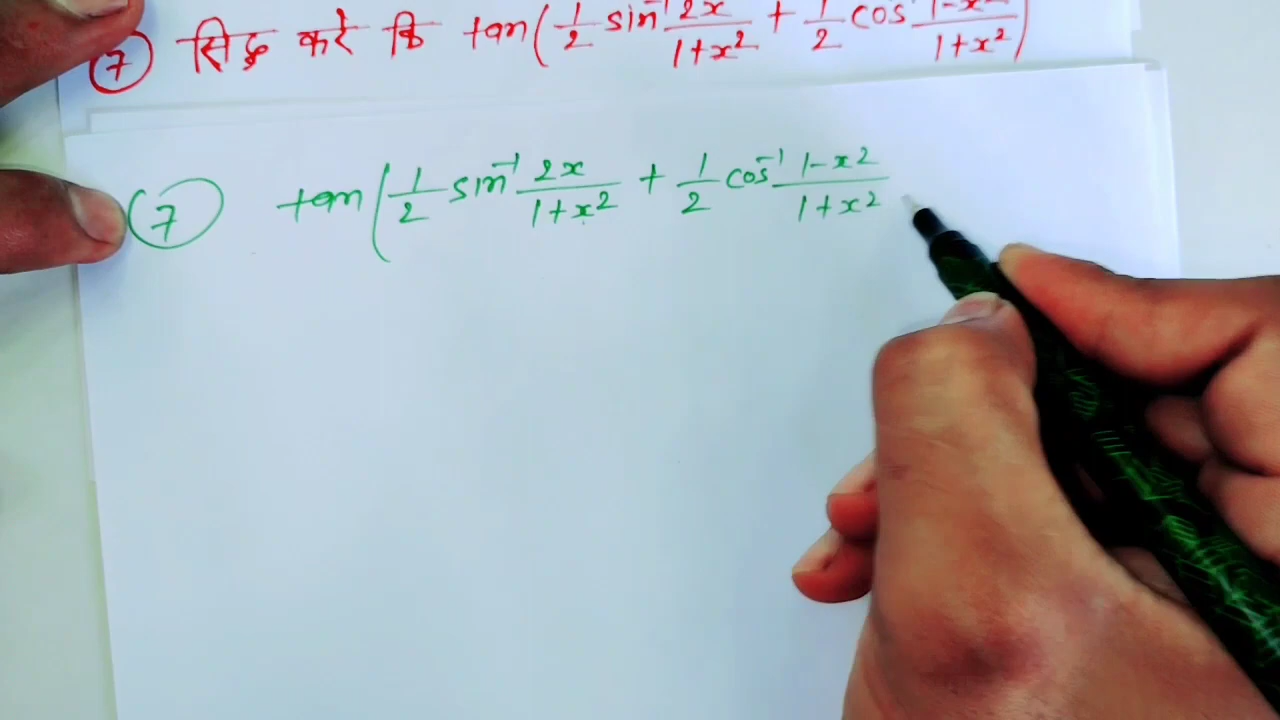 (7) सिद्ध करे कि tan(1/2 sin⁻¹ 2x/1+x² + 1/2 cos⁻¹ 1-x²/1+x²)
(7) tan(1/2 sin⁻¹ 2x/1+x² + 1/2 cos⁻¹ 1-x²/1+x²